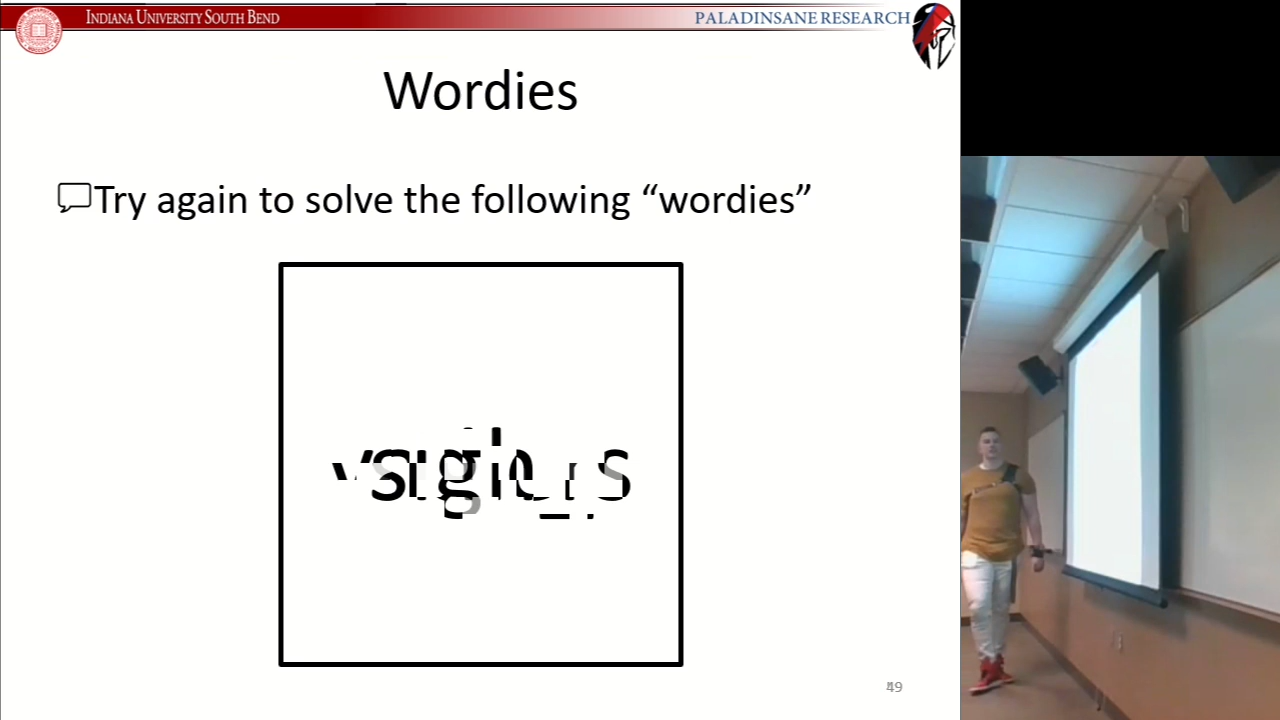 INDIANA UNIVERSITY SOUTH BEND
PALADINSANE RESEARCH
Wordies
Try again to solve the following “wordies”
49